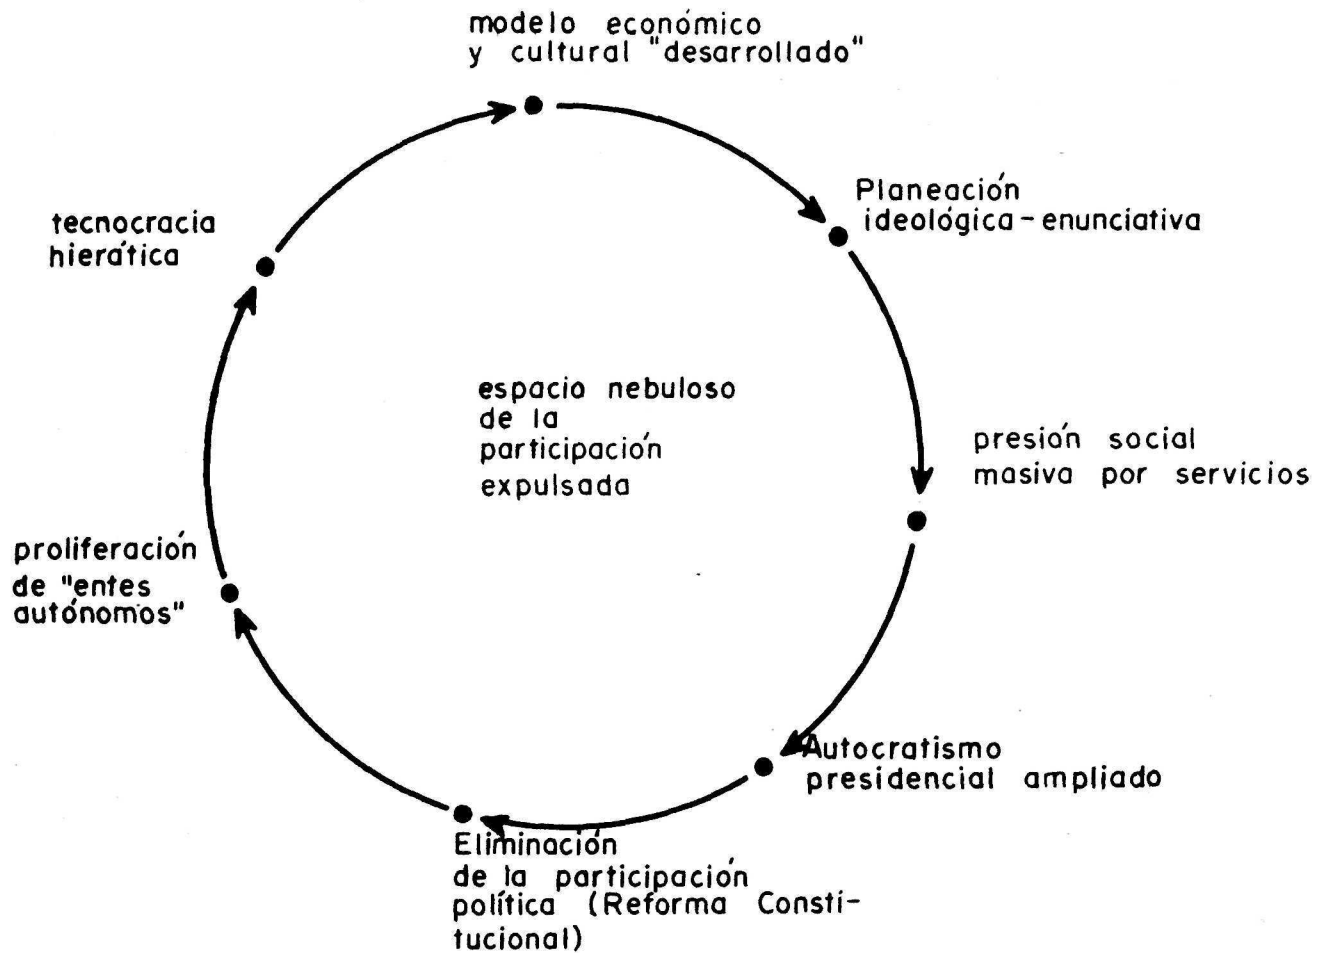 modelo económico
y cultural "desarrollado"
Planeación
ideológica-enunciativa
tecnocracia
hierática
espacio nebuloso
de la
participación
expulsada
presión social
masiva por servicios
proliferación
de "entes
autónomos"
Autocratismo
presidencial ampliado
Eliminación
de la participación
política (Reforma Consti-
tucional)